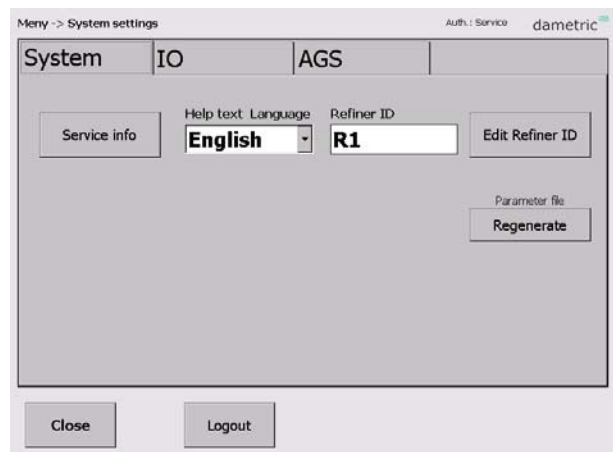 Meny -> System settings
Auth.: Service
dametric
System IO AGS
Help text Language Refiner ID
Service info English R1 Edit Refiner ID
Parameter file
Regenerate
Close Logout